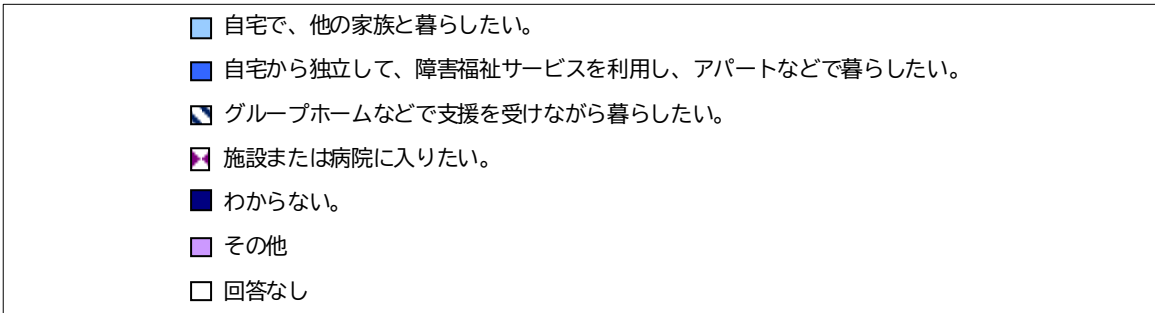 自宅で、他の家族と暮らしたい。
自宅から独立して、障害福祉サービスを利用し、アパートなどで暮らしたい。
グループホームなどで支援を受けながら暮らしたい。
施設または病院に入りたい。
わからない。
その他
回答なし